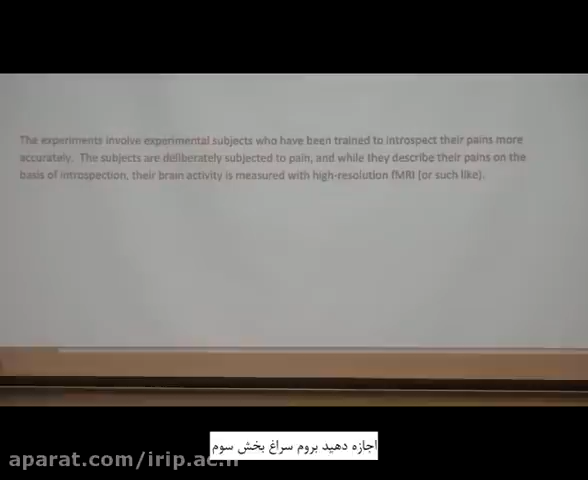 The experiments involve experimental subjects who have been trained to introspect their pains more
accurately. The subjects are deliberately subjected to pain, and while they describe their pains on the
basis of introspection, their brain activity is measured with high-resolution fMRI (or such like).
اجازه دهید بروم سراغ بخش سوم
aparat.com/irip.ac.ir